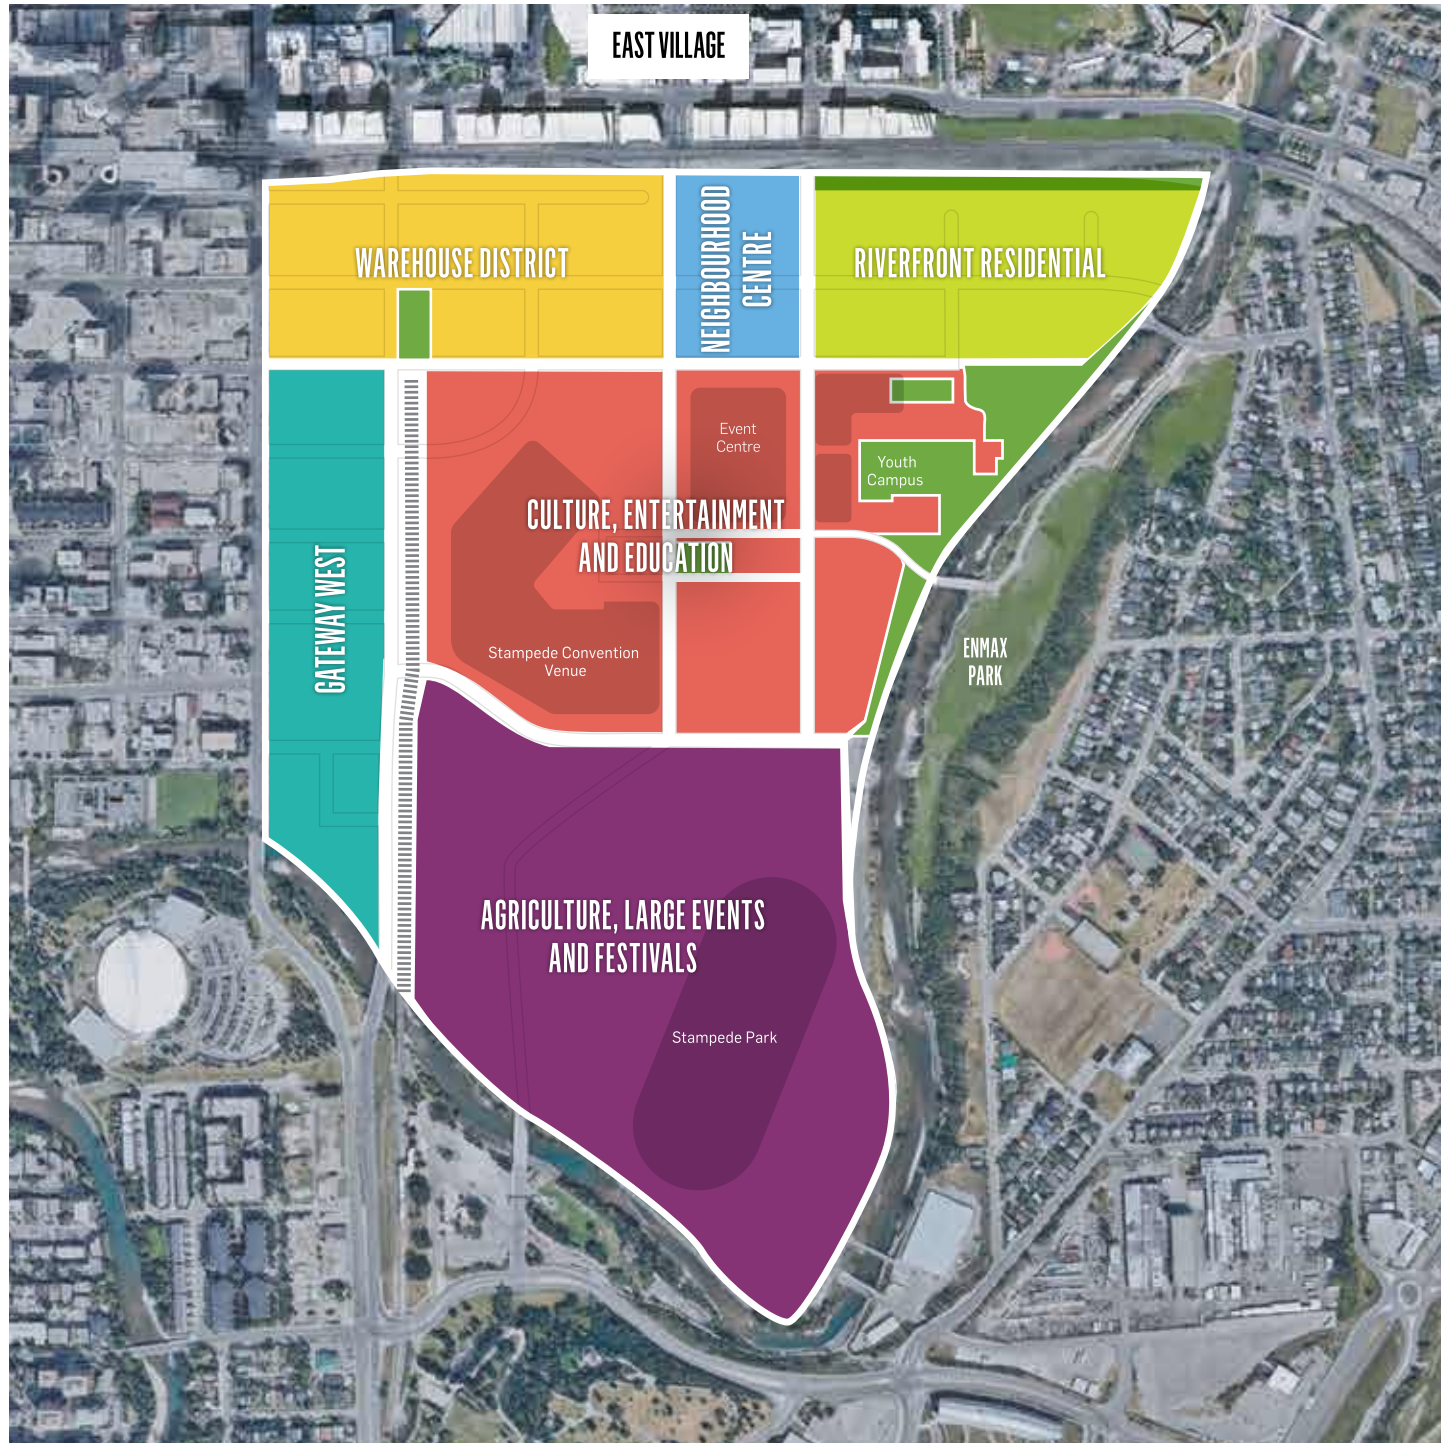 EAST VILLAGE
WAREHOUSE DISTRICT
NEIGHBOURHOOD
CENTRE
RIVERFRONT RESIDENTIAL
Event
Centre
Youth
Campus
CULTURE, ENTERTAINMENT
AND EDUCATION
GATEWAY WEST
Stampede Convention
Venue
ENMAX
PARK
AGRICULTURE, LARGE EVENTS
AND FESTIVALS
Stampede Park